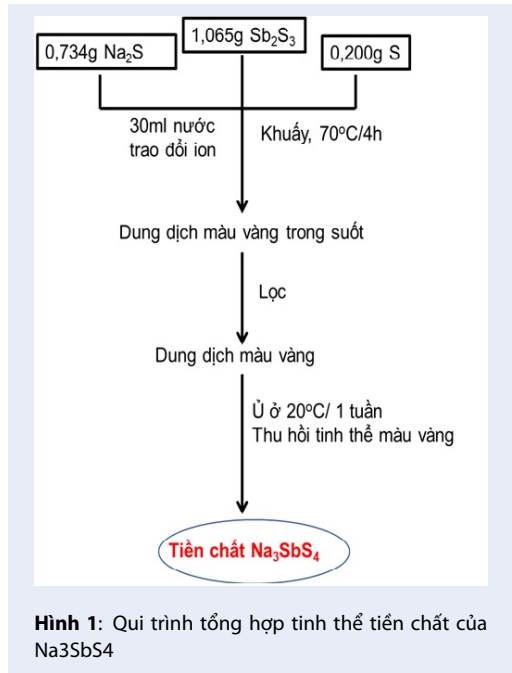 0,734g Na₂S
1,065g Sb₂S₃
0,200g S
30ml nước
trao đổi ion
Khuấy, 70ºC/4h
Dung dịch màu vàng trong suốt
Lọc
Dung dịch màu vàng
Ủ ở 20ºC/ 1 tuần
Thu hồi tinh thể màu vàng
Tiền chất Na₃SbS₄
Hình 1: Qui trình tổng hợp tinh thể tiền chất của
Na3SbS4